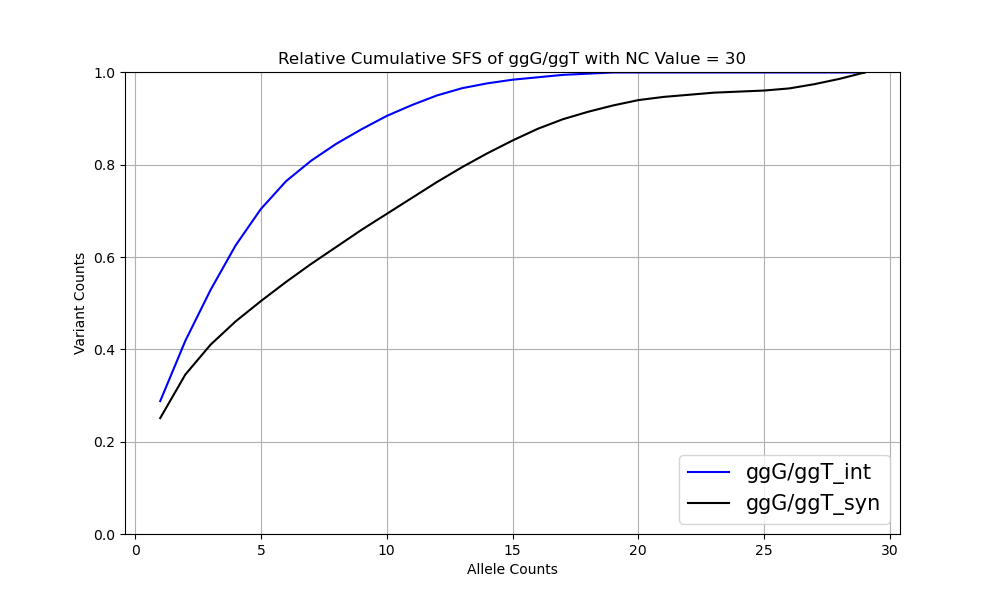 Relative Cumulative SFS of ggG/ggT with NC Value = 30
1.0
0.8
0.6
0.4
0.2
0.0
Variant Counts
0 5 10 15 20 25 30
Allele Counts
ggG/ggT_int
ggG/ggT_syn